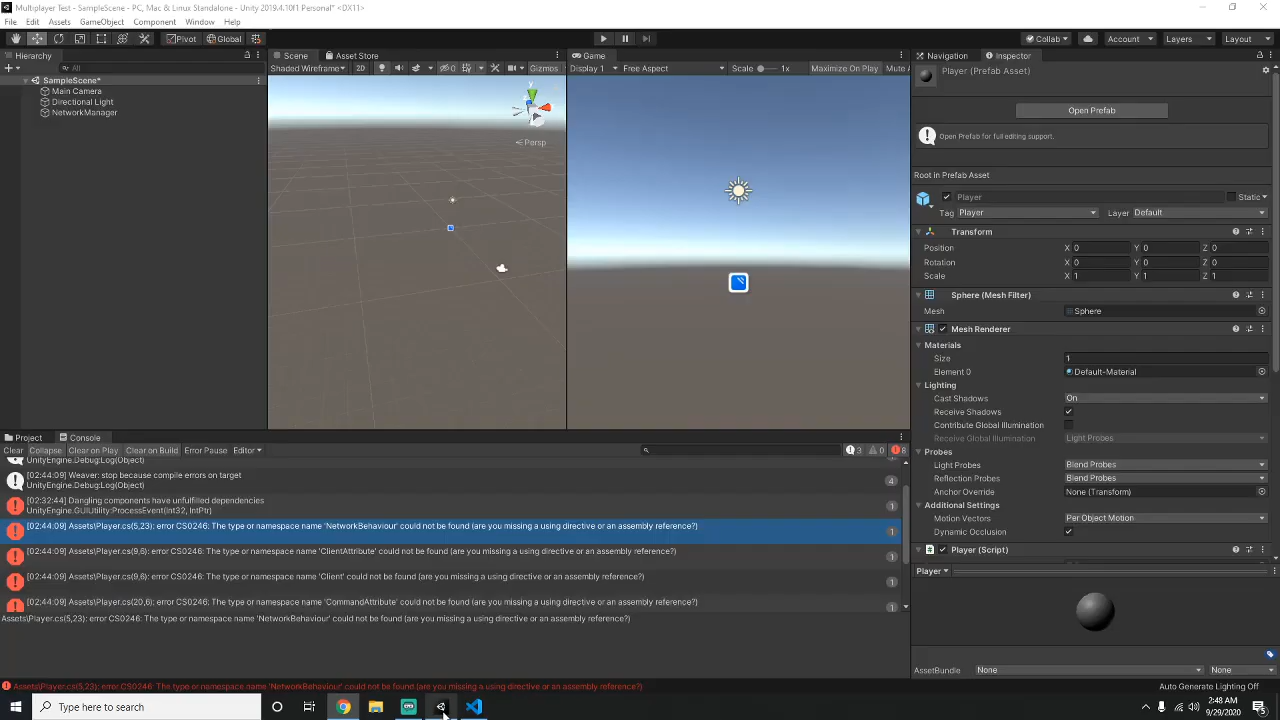 Multiplayer Test - SampleScene - PC, Mac & Linux Standalone - Unity 2019.4.10f1 Personal* <DX11>
File Edit Assets GameObject Component Window Help
Pivot Global Collab Account Layers Layout
Hierarchy
All
SampleScene*
Main Camera
Directional Light
NetworkManager
Scene Asset Store
Shaded Wireframe 2D 0 Gizmos
y
Persp
Game
Display 1 Free Aspect Scale 1x Maximize On Play Mute A
Navigation Inspector
Player (Prefab Asset)
Open Prefab
Open Prefab for full editing support.
Root in Prefab Asset
Player Static
Tag Player Layer Default
Transform
Position X 0 Y 0 Z 0
Rotation X 0 Y 0 Z 0
Scale X 1 Y 1 Z 1
Sphere (Mesh Filter)
Mesh Sphere
Mesh Renderer
Materials
Size 1
Element 0 Default-Material
Lighting
Cast Shadows On
Receive Shadows
Contribute Global Illumination
Receive Global Illumination Light Probes
Probes
Light Probes Blend Probes
Reflection Probes Blend Probes
Anchor Override None (Transform)
Additional Settings
Motion Vectors Per Object Motion
Dynamic Occlusion
Player (Script)
Player
AssetBundle None None
Auto Generate Lighting Off
Project Console
Clear Collapse Clear on Play Clear on Build Error Pause Editor 3 0 8
UnityEngine.Debug:Log(Object)
[02:44:09] Weaver: stop because compile errors on target
UnityEngine.Debug:Log(Object)
4
[02:32:44] Dangling components have unfulfilled dependencies
UnityEngine.GUIUtility:ProcessEvent(Int32, IntPtr)
1
[02:44:09] Assets\Player.cs(5,23): error CS0246: The type or namespace name 'NetworkBehaviour' could not be found (are you missing a using directive or an assembly reference?)
1
[02:44:09] Assets\Player.cs(9,6): error CS0246: The type or namespace name 'ClientAttribute' could not be found (are you missing a using directive or an assembly reference?)
1
[02:44:09] Assets\Player.cs(9,6): error CS0246: The type or namespace name 'Client' could not be found (are you missing a using directive or an assembly reference?)
1
[02:44:09] Assets\Player.cs(20,6): error CS0246: The type or namespace name 'CommandAttribute' could not be found (are you missing a using directive or an assembly reference?)
1
Assets\Player.cs(5,23): error CS0246: The type or namespace name 'NetworkBehaviour' could not be found (are you missing a using directive or an assembly reference?)
Assets\Player.cs(5,23): error CS0246: The type or namespace name 'NetworkBehaviour' could not be found (are you missing a using directive or an assembly reference?)
Type here to search
2:48 AM
9/29/2020